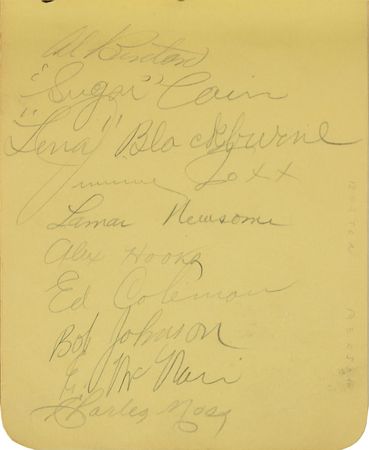 Al Benton
"Sugar" Cain
"Lena" Blackburne
Jimmie Foxx
Lamar Newsome
Alex Hooks
Ed Coleman
Bob Johnson
E. McNair
Charles Moss